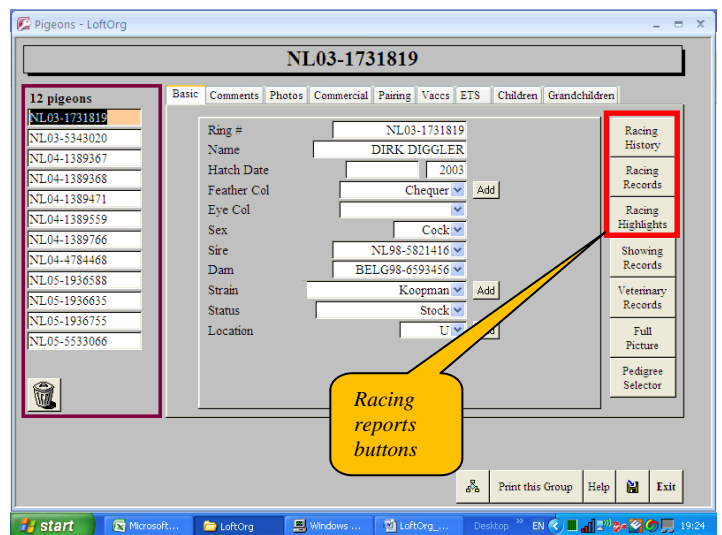 Pigeons - LoftOrg
NL03-1731819
12 pigeons
NL03-1731819
NL03-5343020
NL04-1389367
NL04-1389368
NL04-1389471
NL04-1389559
NL04-1389766
NL04-4784468
NL05-1936588
NL05-1936635
NL05-1936755
NL05-5533066
Basic Comments Photos Commercial Pairing Vaccs ETS Children Grandchildren
Ring # NL03-1731819
Name DIRK DIGGLER
Hatch Date 2003
Feather Col Chequer Add
Eye Col
Sex Cock
Sire NL98-5821416
Dam BELG98-6593456
Strain Koopman Add
Status Stock
Location U
Racing
History
Racing
Records
Racing
Highlights
Showing
Records
Veterinary
Records
Full
Picture
Pedigree
Selector
Racing
reports
buttons
Print this Group Help Exit
start Microsoft... LoftOrg Windows ... LoftOrg_... Desktop » EN 19:24